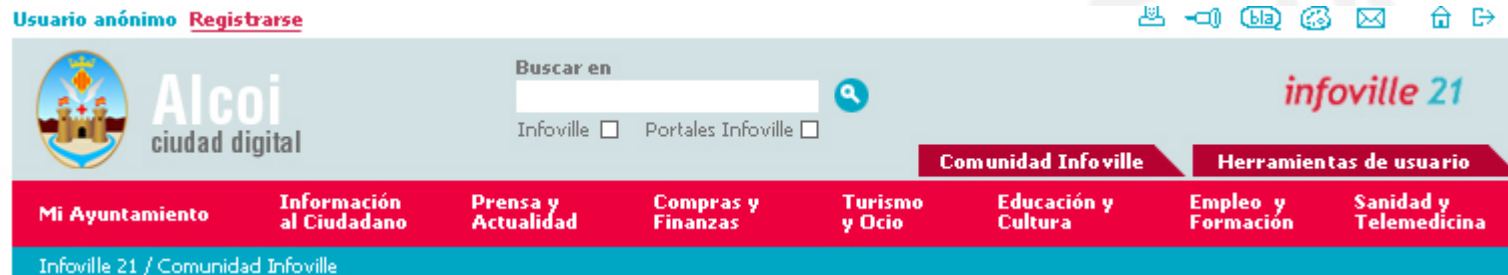 Usuario anónimo Registrarse
bla
Alcoi
ciudad digital
Buscar en
Infoville Portales Infoville
infoville 21
Comunidad Infoville Herramientas de usuario
Mi Ayuntamiento
Información
al Ciudadano
Prensa y
Actualidad
Compras y
Finanzas
Turismo
y Ocio
Educación y
Cultura
Empleo y
Formación
Sanidad y
Telemedicina
Infoville 21 / Comunidad Infoville